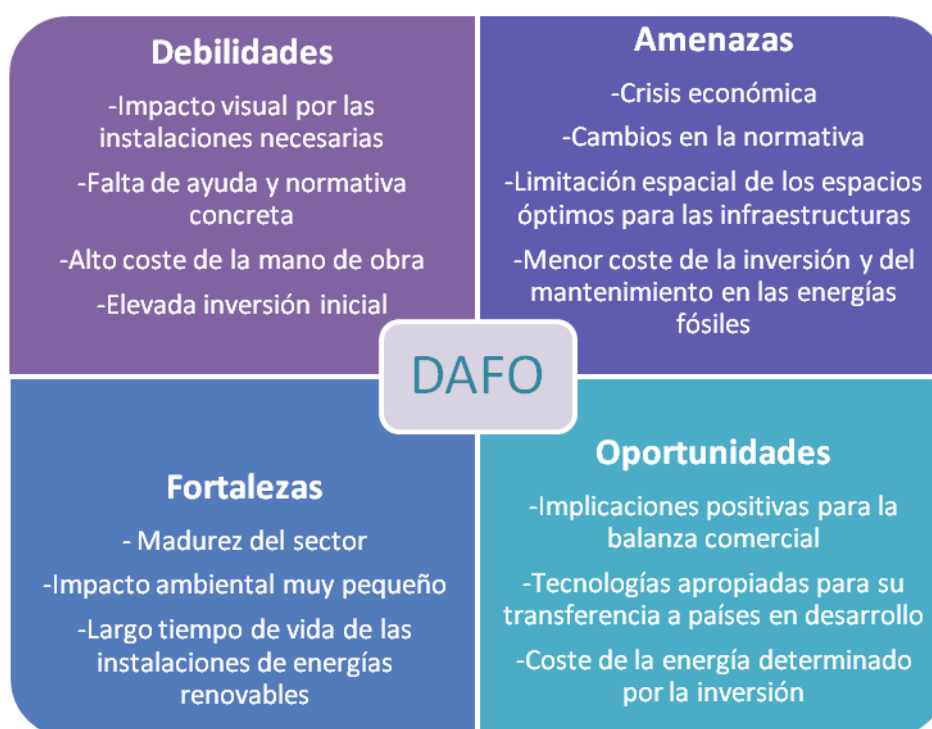 Debilidades
-Impacto visual por las
instalaciones necesarias
-Falta de ayuda y normativa
concreta
-Alto coste de la mano de obra
-Elevada inversión inicial
Amenazas
-Crisis económica
-Cambios en la normativa
-Limitación espacial de los espacios
óptimos para las infraestructuras
-Menor coste de la inversión y del
mantenimiento en las energías
fósiles
DAFO
Fortalezas
- Madurez del sector
-Impacto ambiental muy pequeño
-Largo tiempo de vida de las
instalaciones de energías
renovables
Oportunidades
-Implicaciones positivas para la
balanza comercial
-Tecnologías apropiadas para su
transferencia a países en desarrollo
-Coste de la energía determinado
por la inversión